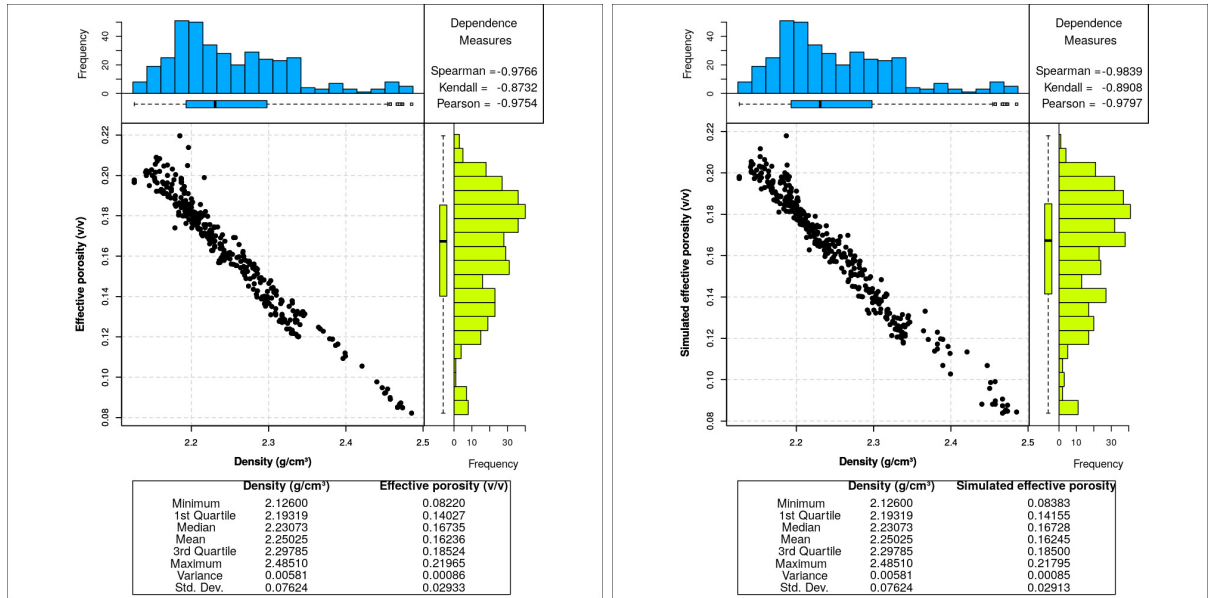 Dependence
Measures
Spearman =-0.9766
Kendall = -0.8732
Pearson = -0.9754
Frequency
0 20 40
Effective porosity (v/v)
0.22
0.20
0.18
0.16
0.14
0.12
0.10
0.08
2.2 2.3 2.4 2.5
Density (g/cm³)
0 10 30
Frequency
Density (g/cm³) Effective porosity (v/v)
Minimum 2.12600 0.08220
1st Quartile 2.19319 0.14027
Median 2.23073 0.16735
Mean 2.25025 0.16236
3rd Quartile 2.29785 0.18524
Maximum 2.48510 0.21965
Variance 0.00581 0.00086
Std. Dev. 0.07624 0.02933
Dependence
Measures
Spearman =-0.9839
Kendall = -0.8908
Pearson = -0.9797
Frequency
0 20 40
Simulated effective porosity (v/v)
0.22
0.20
0.18
0.16
0.14
0.12
0.10
0.08
2.2 2.3 2.4 2.5
Density (g/cm³)
0 10 30
Frequency
Density (g/cm³) Simulated effective porosity
Minimum 2.12600 0.08383
1st Quartile 2.19319 0.14155
Median 2.23073 0.16728
Mean 2.25025 0.16245
3rd Quartile 2.29785 0.18500
Maximum 2.48510 0.21795
Variance 0.00581 0.00085
Std. Dev. 0.07624 0.02913